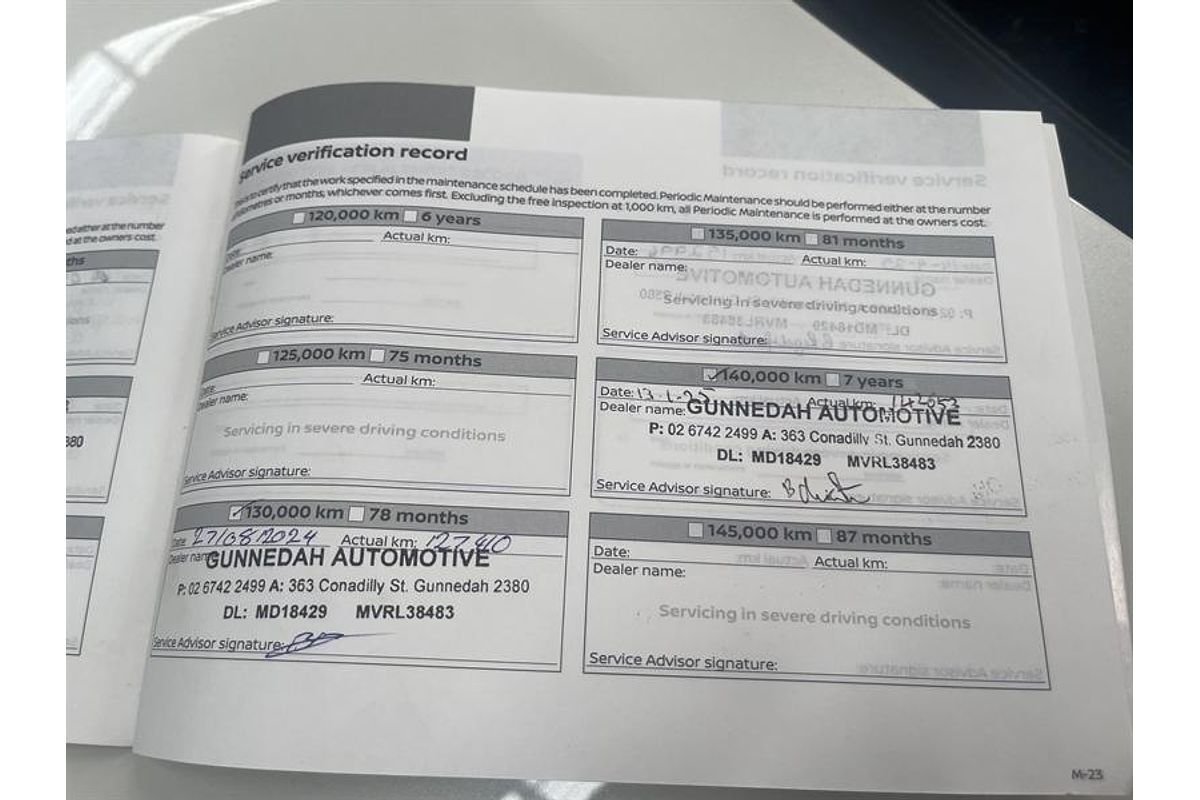 Service verification record
to certify that the work specified in the maintenance schedule has been completed. Periodic Maintenance should be performed either at the number
kilometres or months, whichever comes first. Excluding the free inspection at 1,000 km, all Periodic Maintenance is performed at the owners cost.
120,000 km 6 years
Actual km:
Dealer name:
Service Advisor signature:
125,000 km 75 months
Date:
Actual km:
Dealer name:
Servicing in severe driving conditions
Service Advisor signature:
130,000 km 78 months
Date 27/08/2024 Actual km: 127410
Dealer name
GUNNEDAH AUTOMOTIVE
P: 02 6742 2499 A: 363 Conadilly St. Gunnedah 2380
DL: MD18429 MVRL38483
Service Advisor signature:
135,000 km 81 months
Date: Actual km:
Dealer name:
Servicing in severe driving conditions
Service Advisor signature:
140,000 km 7 years
Date: 13.1.25 Actual km: 142053
Dealer name: GUNNEDAH AUTOMOTIVE
P: 02 6742 2499 A: 363 Conadilly St. Gunnedah 2380
DL: MD18429 MVRL38483
Service Advisor signature:
145,000 km 87 months
Date: Actual km:
Dealer name:
Servicing in severe driving conditions
Service Advisor signature:
M-23